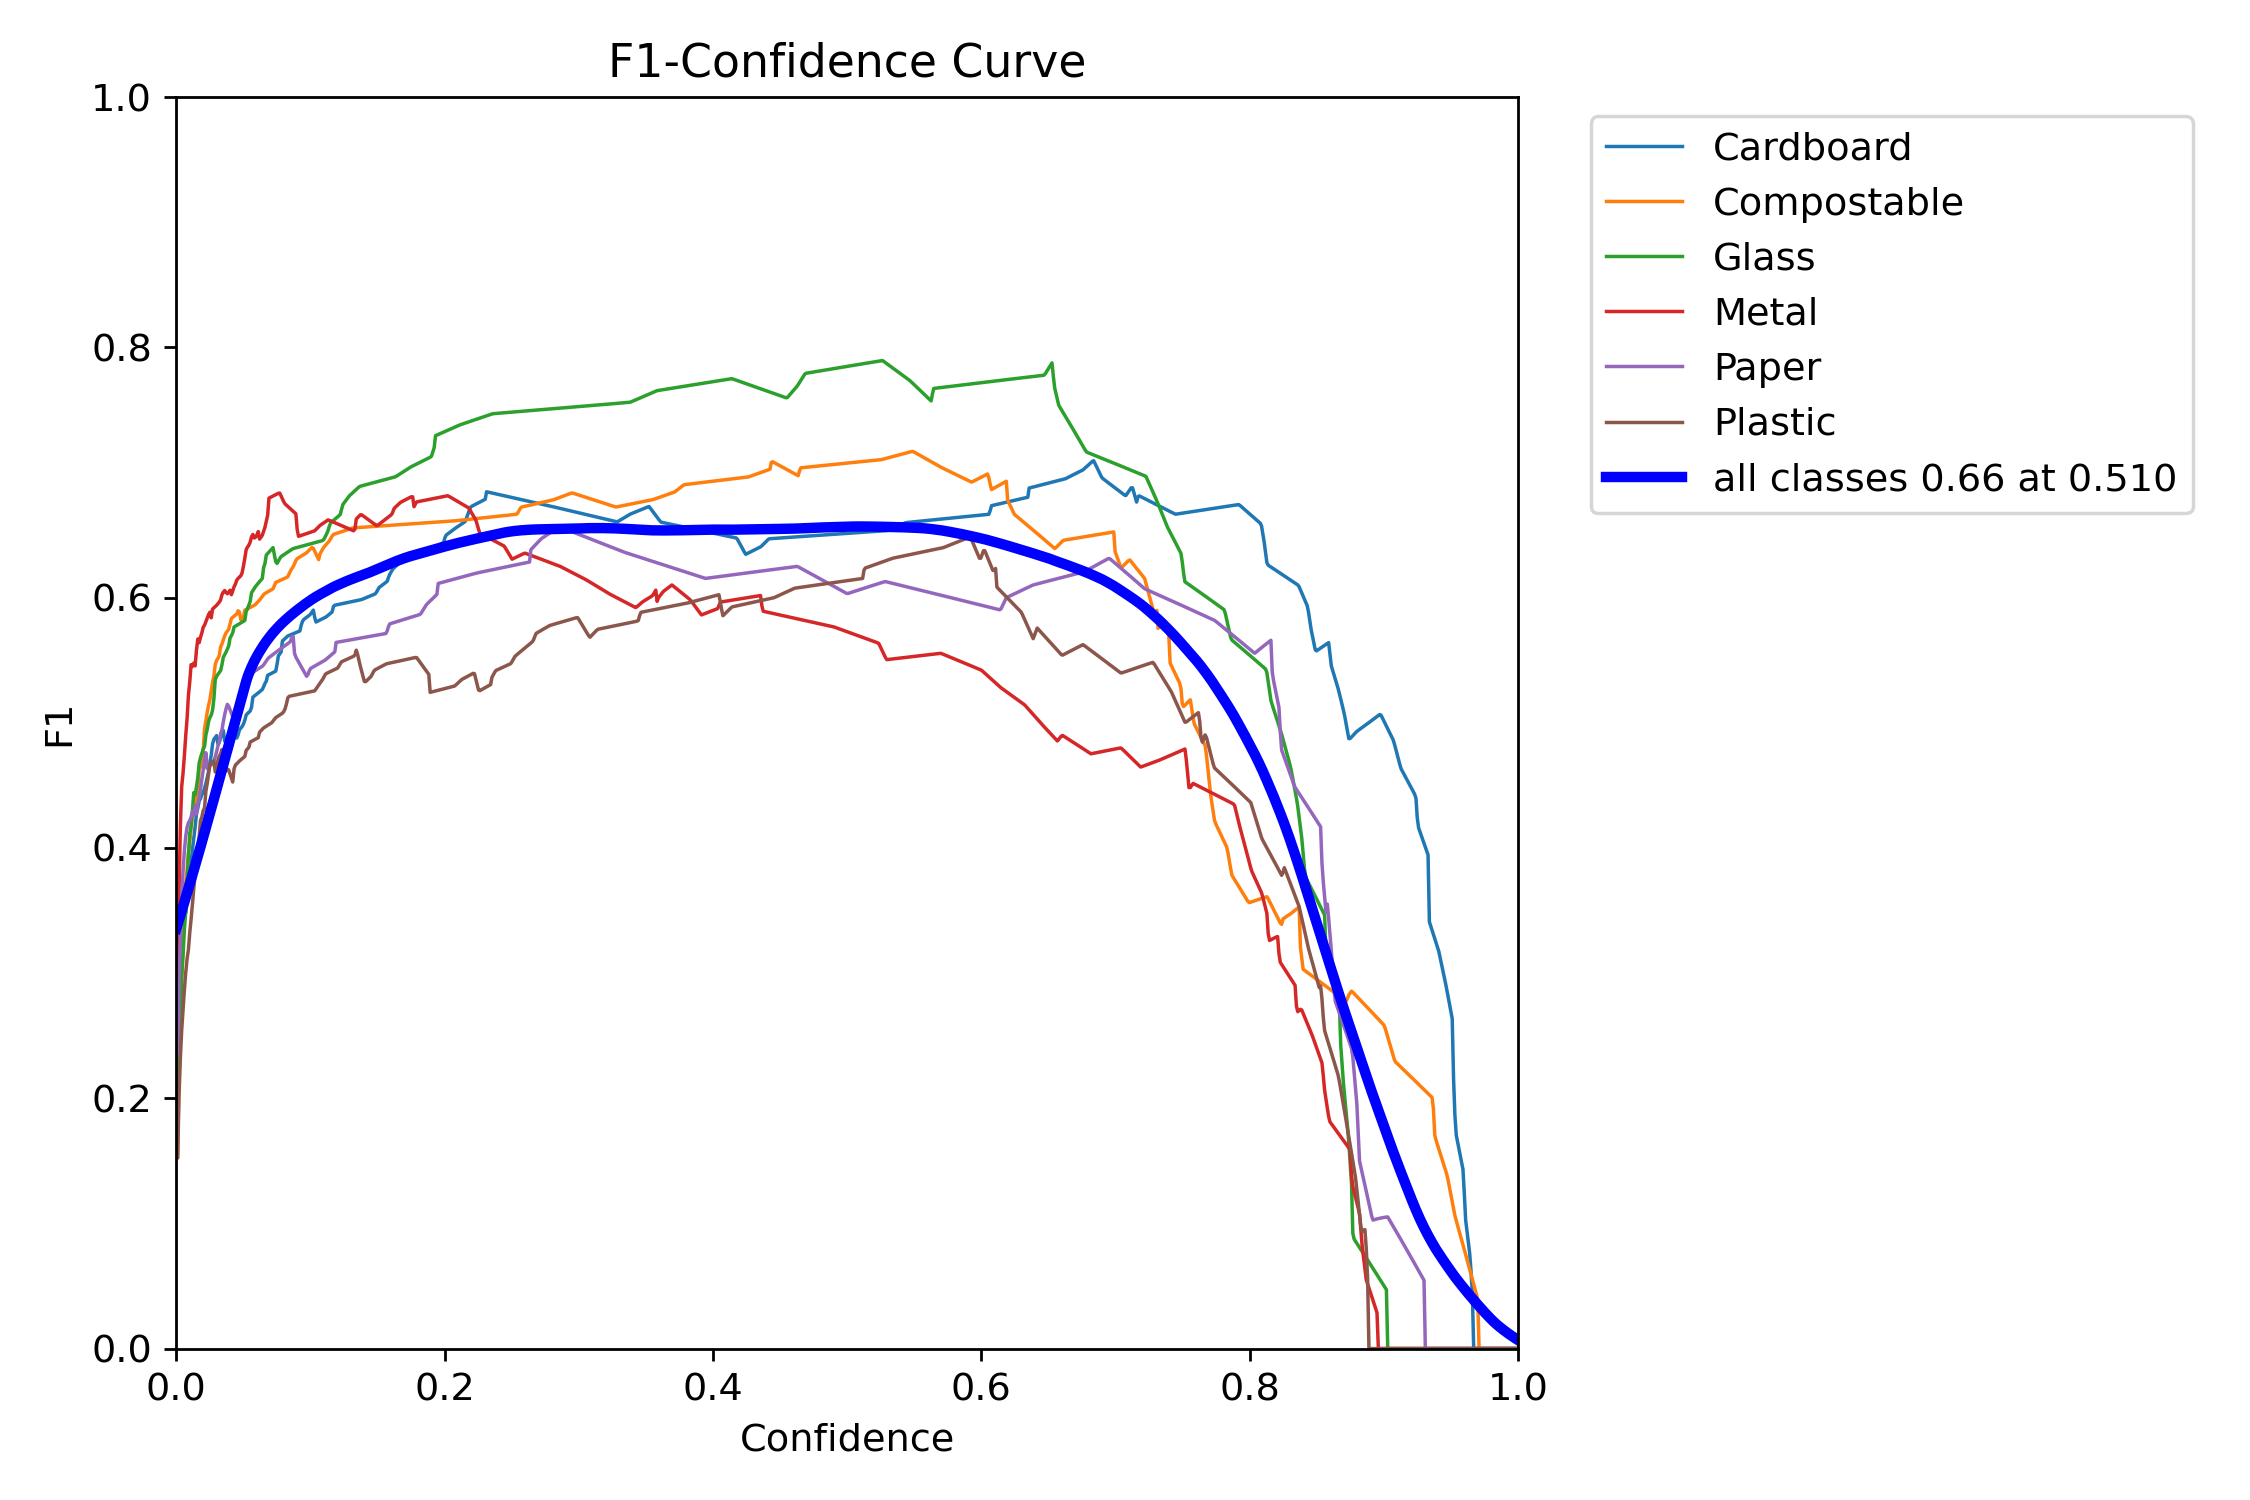 F1-Confidence Curve
1.0
0.8
0.6
0.4
0.2
0.0
F1
0.0 0.2 0.4 0.6 0.8 1.0
Confidence
Cardboard
Compostable
Glass
Metal
Paper
Plastic
all classes 0.66 at 0.510